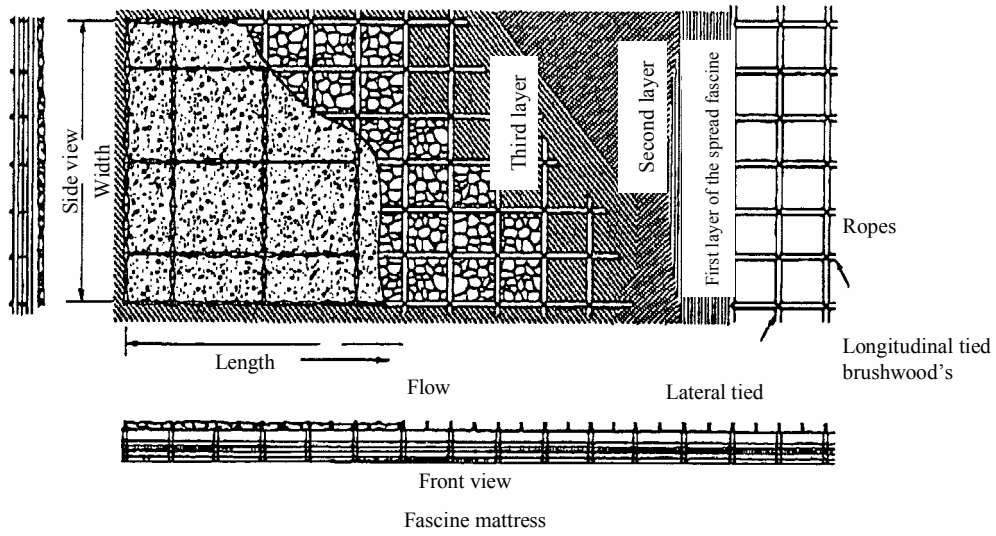 Side view
Width
Third layer
Second layer
First layer of the spread fascine
Ropes
Longitudinal tied
brushwood’s
Length
Flow
Lateral tied
Front view
Fascine mattress